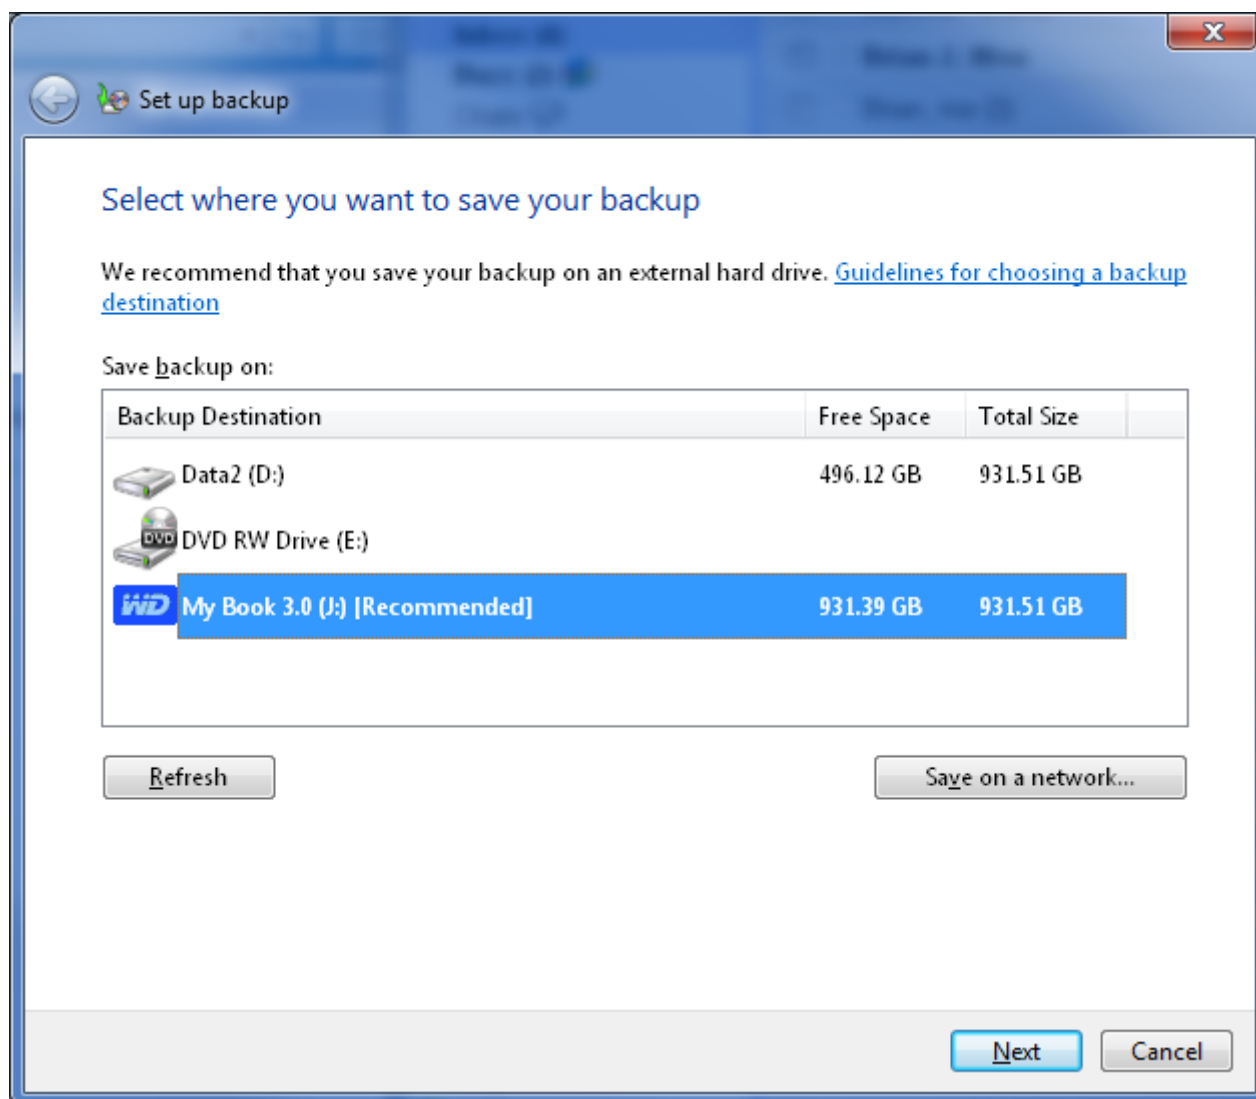 Set up backup
Select where you want to save your backup
We recommend that you save your backup on an external hard drive. Guidelines for choosing a backup
destination
Save backup on:
Backup Destination Free Space Total Size
Data2 (D:) 496.12 GB 931.51 GB
DVD
DVD RW Drive (E:)
WD My Book 3.0 (J:) [Recommended] 931.39 GB 931.51 GB
Refresh Save on a network...
Next Cancel